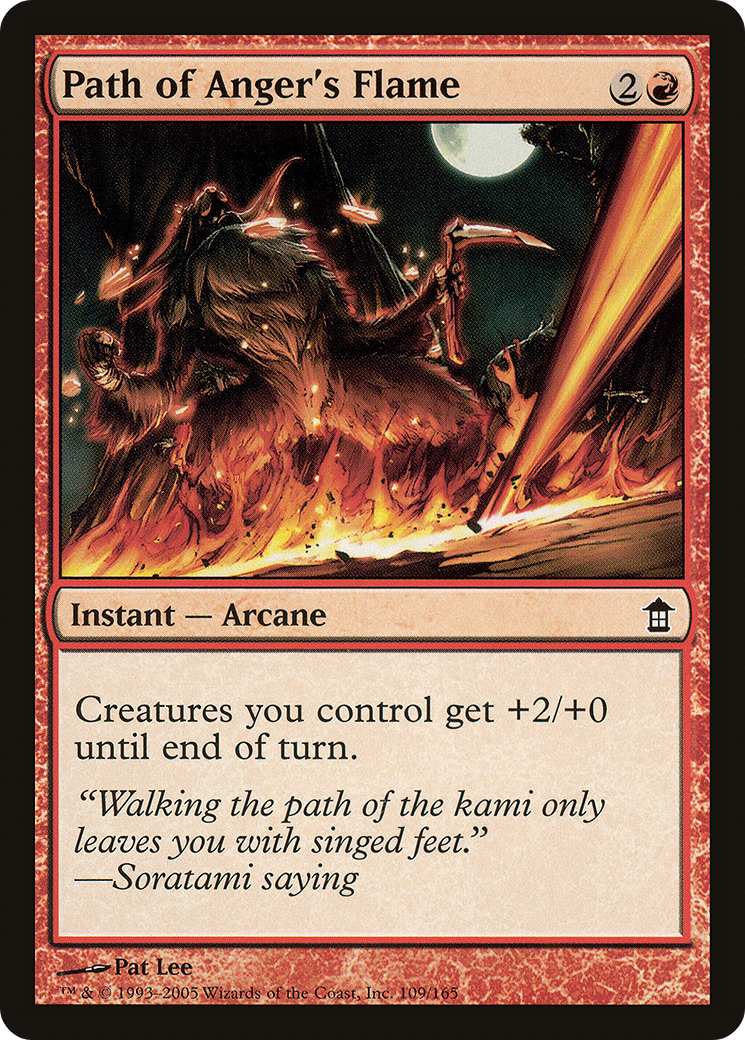 Path of Anger's Flame 2
Instant — Arcane
Creatures you control get +2/+0
until end of turn.
“Walking the path of the kami only
leaves you with singed feet.”
—Soratami saying
Pat Lee
™ & © 1993–2005 Wizards of the Coast, Inc. 109/165